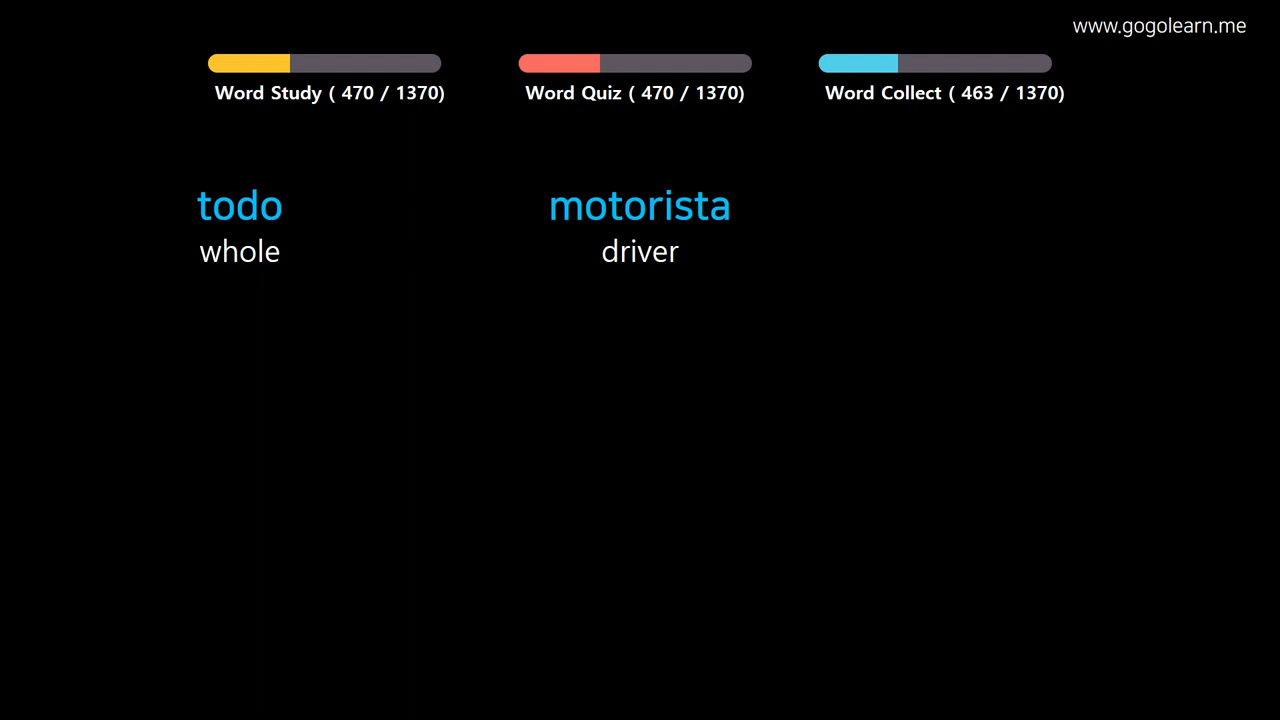 www.gogolearn.me
Word Study ( 470 / 1370)
Word Quiz ( 470 / 1370)
Word Collect ( 463 / 1370)
todo
motorista
whole
driver